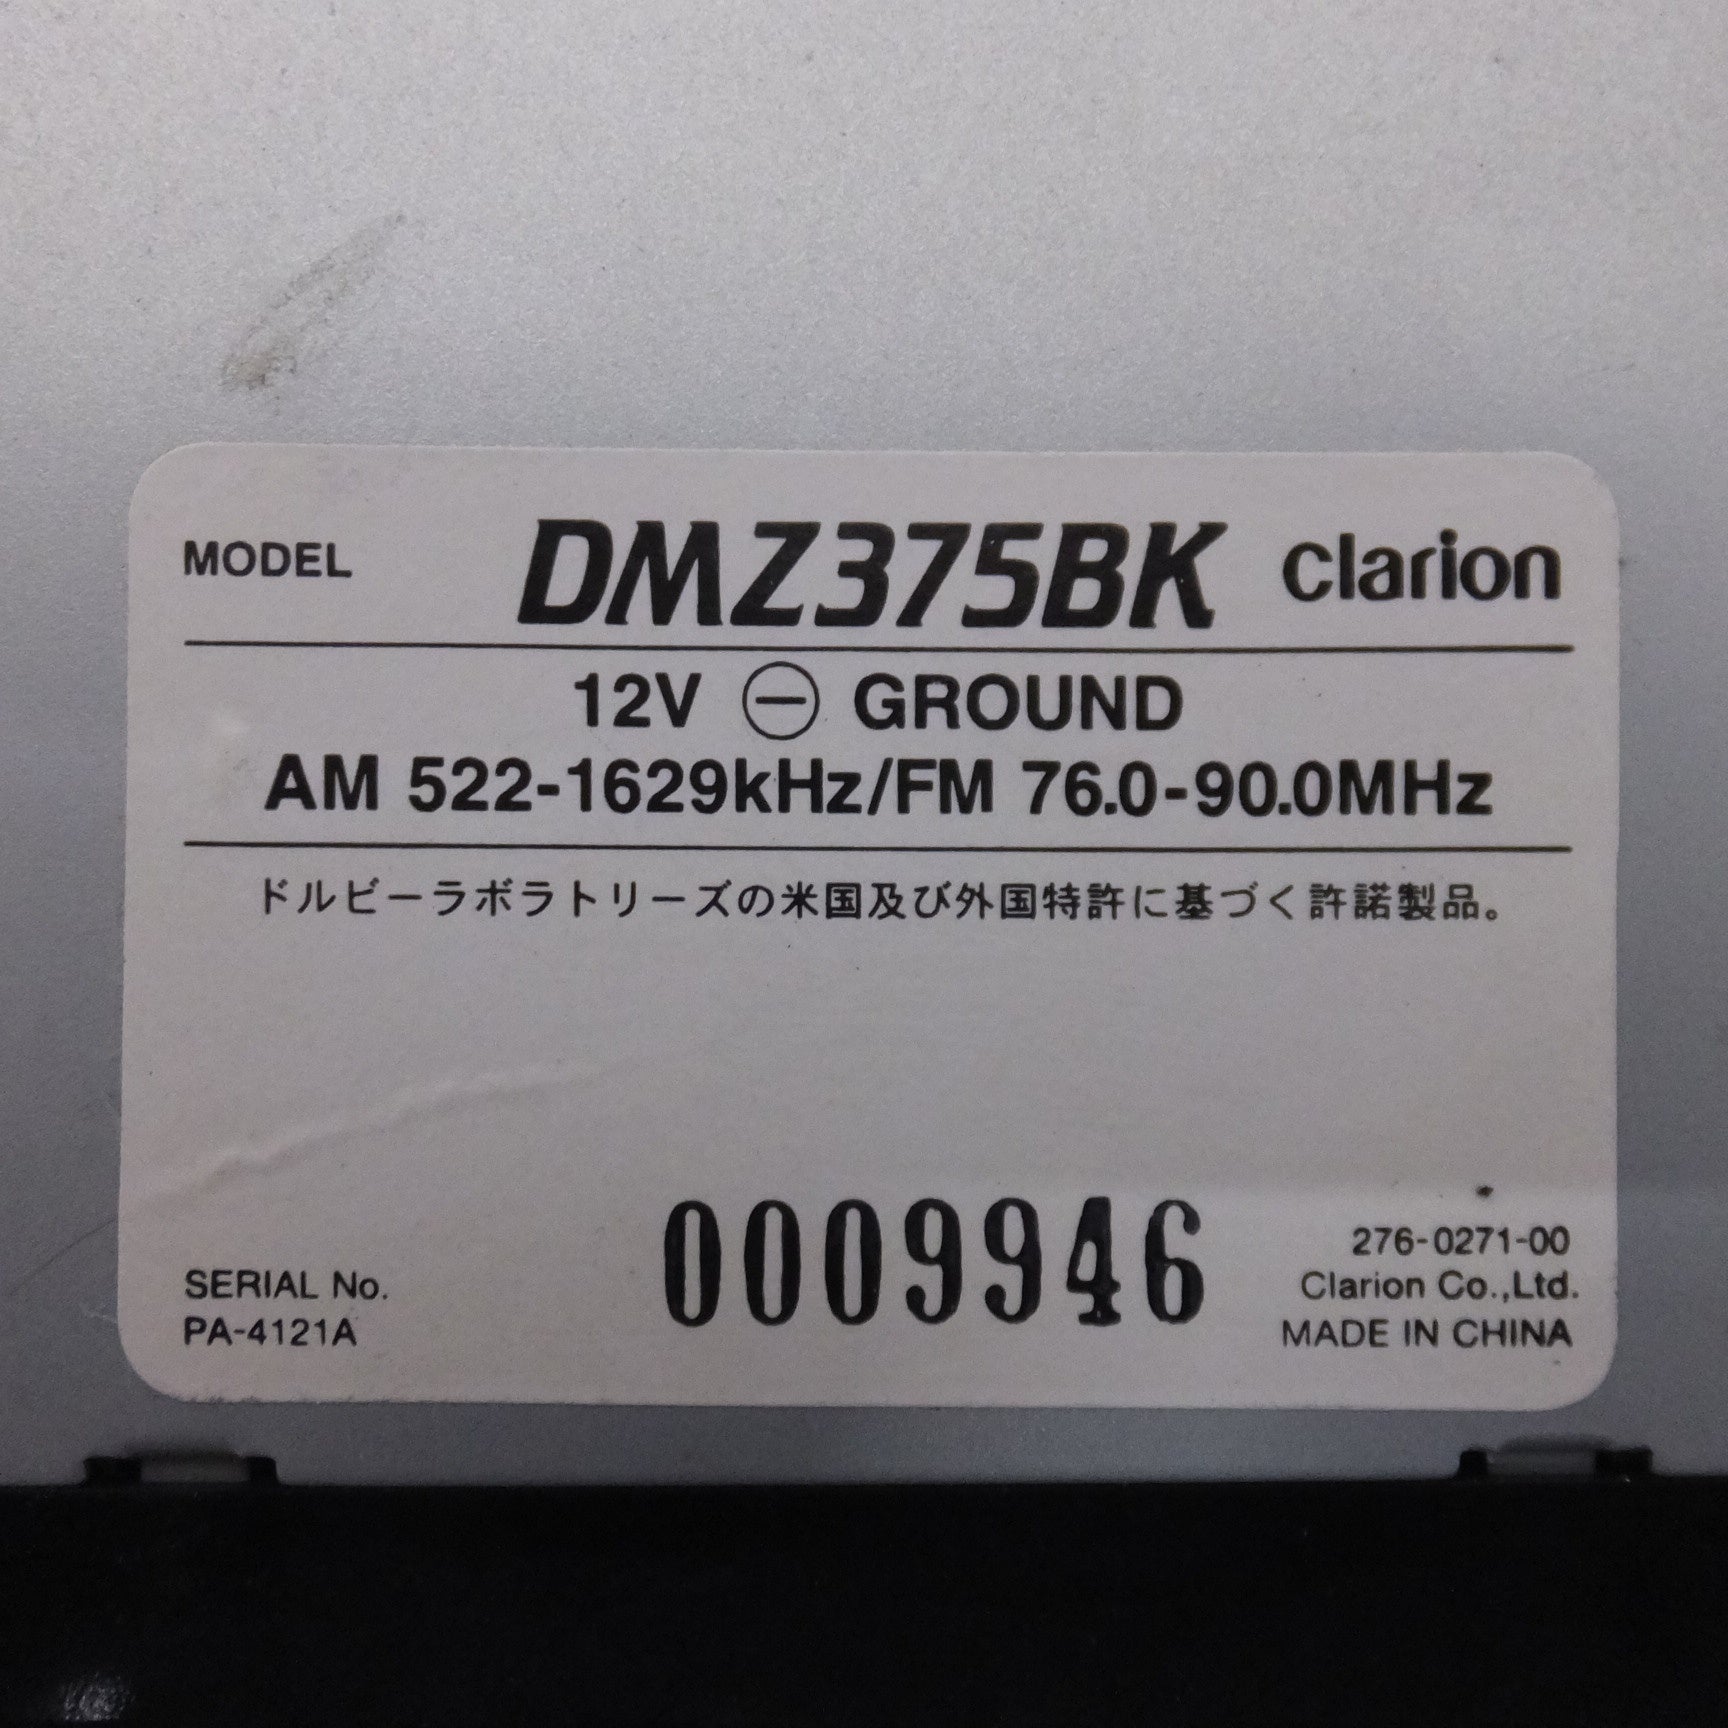 MODEL DMZ375BK clarion
12V ⊖ GROUND
AM 522-1629kHz/FM 76.0-90.0MHz
ドルビーラボラトリーズの米国及び外国特許に基づく許諾製品。
0009946
276-0271-00
SERIAL No.
Clarion Co.,Ltd.
PA-4121A
MADE IN CHINA